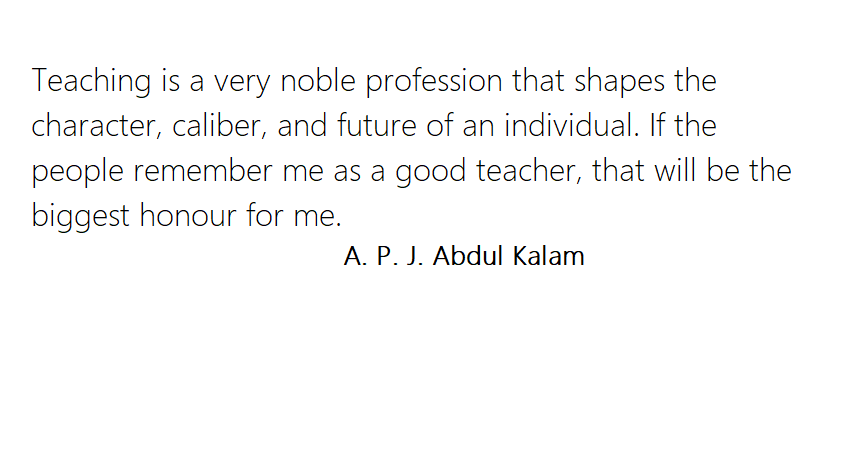 Teaching is a very noble profession that shapes the
character, caliber, and future of an individual. If the
people remember me as a good teacher, that will be the
biggest honour for me.
A. P. J. Abdul Kalam